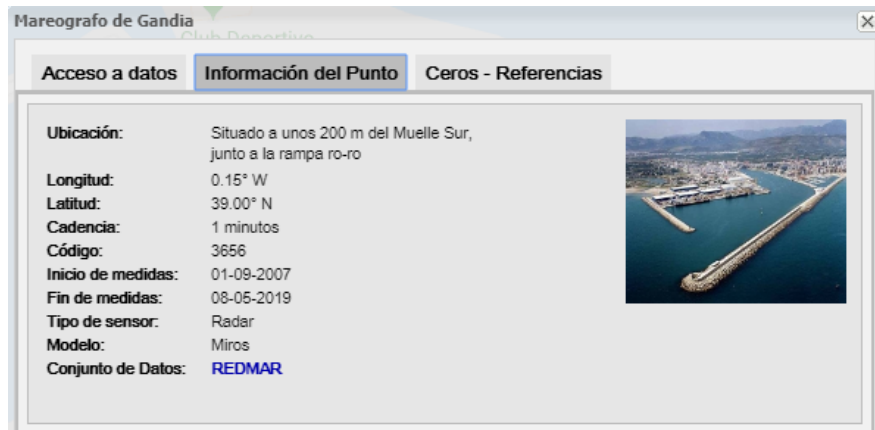 Mareografo de Gandia
Club Deportivo
Acceso a datos Información del Punto Ceros - Referencias
Ubicación: Situado a unos 200 m del Muelle Sur,
junto a la rampa ro-ro
Longitud: 0.15° W
Latitud: 39.00° N
Cadencia: 1 minutos
Código: 3656
Inicio de medidas: 01-09-2007
Fin de medidas: 08-05-2019
Tipo de sensor: Radar
Modelo: Miros
Conjunto de Datos: REDMAR